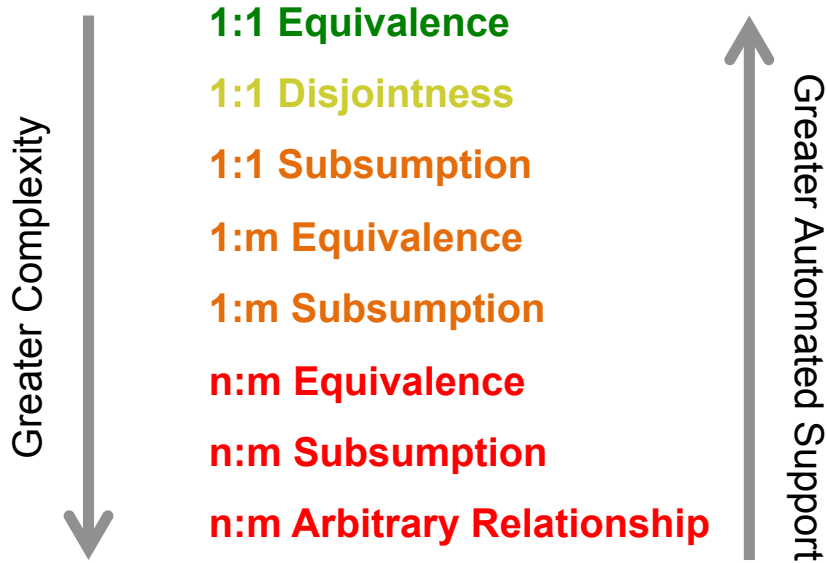 Greater Complexity
1:1 Equivalence
1:1 Disjointness
1:1 Subsumption
1:m Equivalence
1:m Subsumption
n:m Equivalence
n:m Subsumption
n:m Arbitrary Relationship
Greater Automated Support